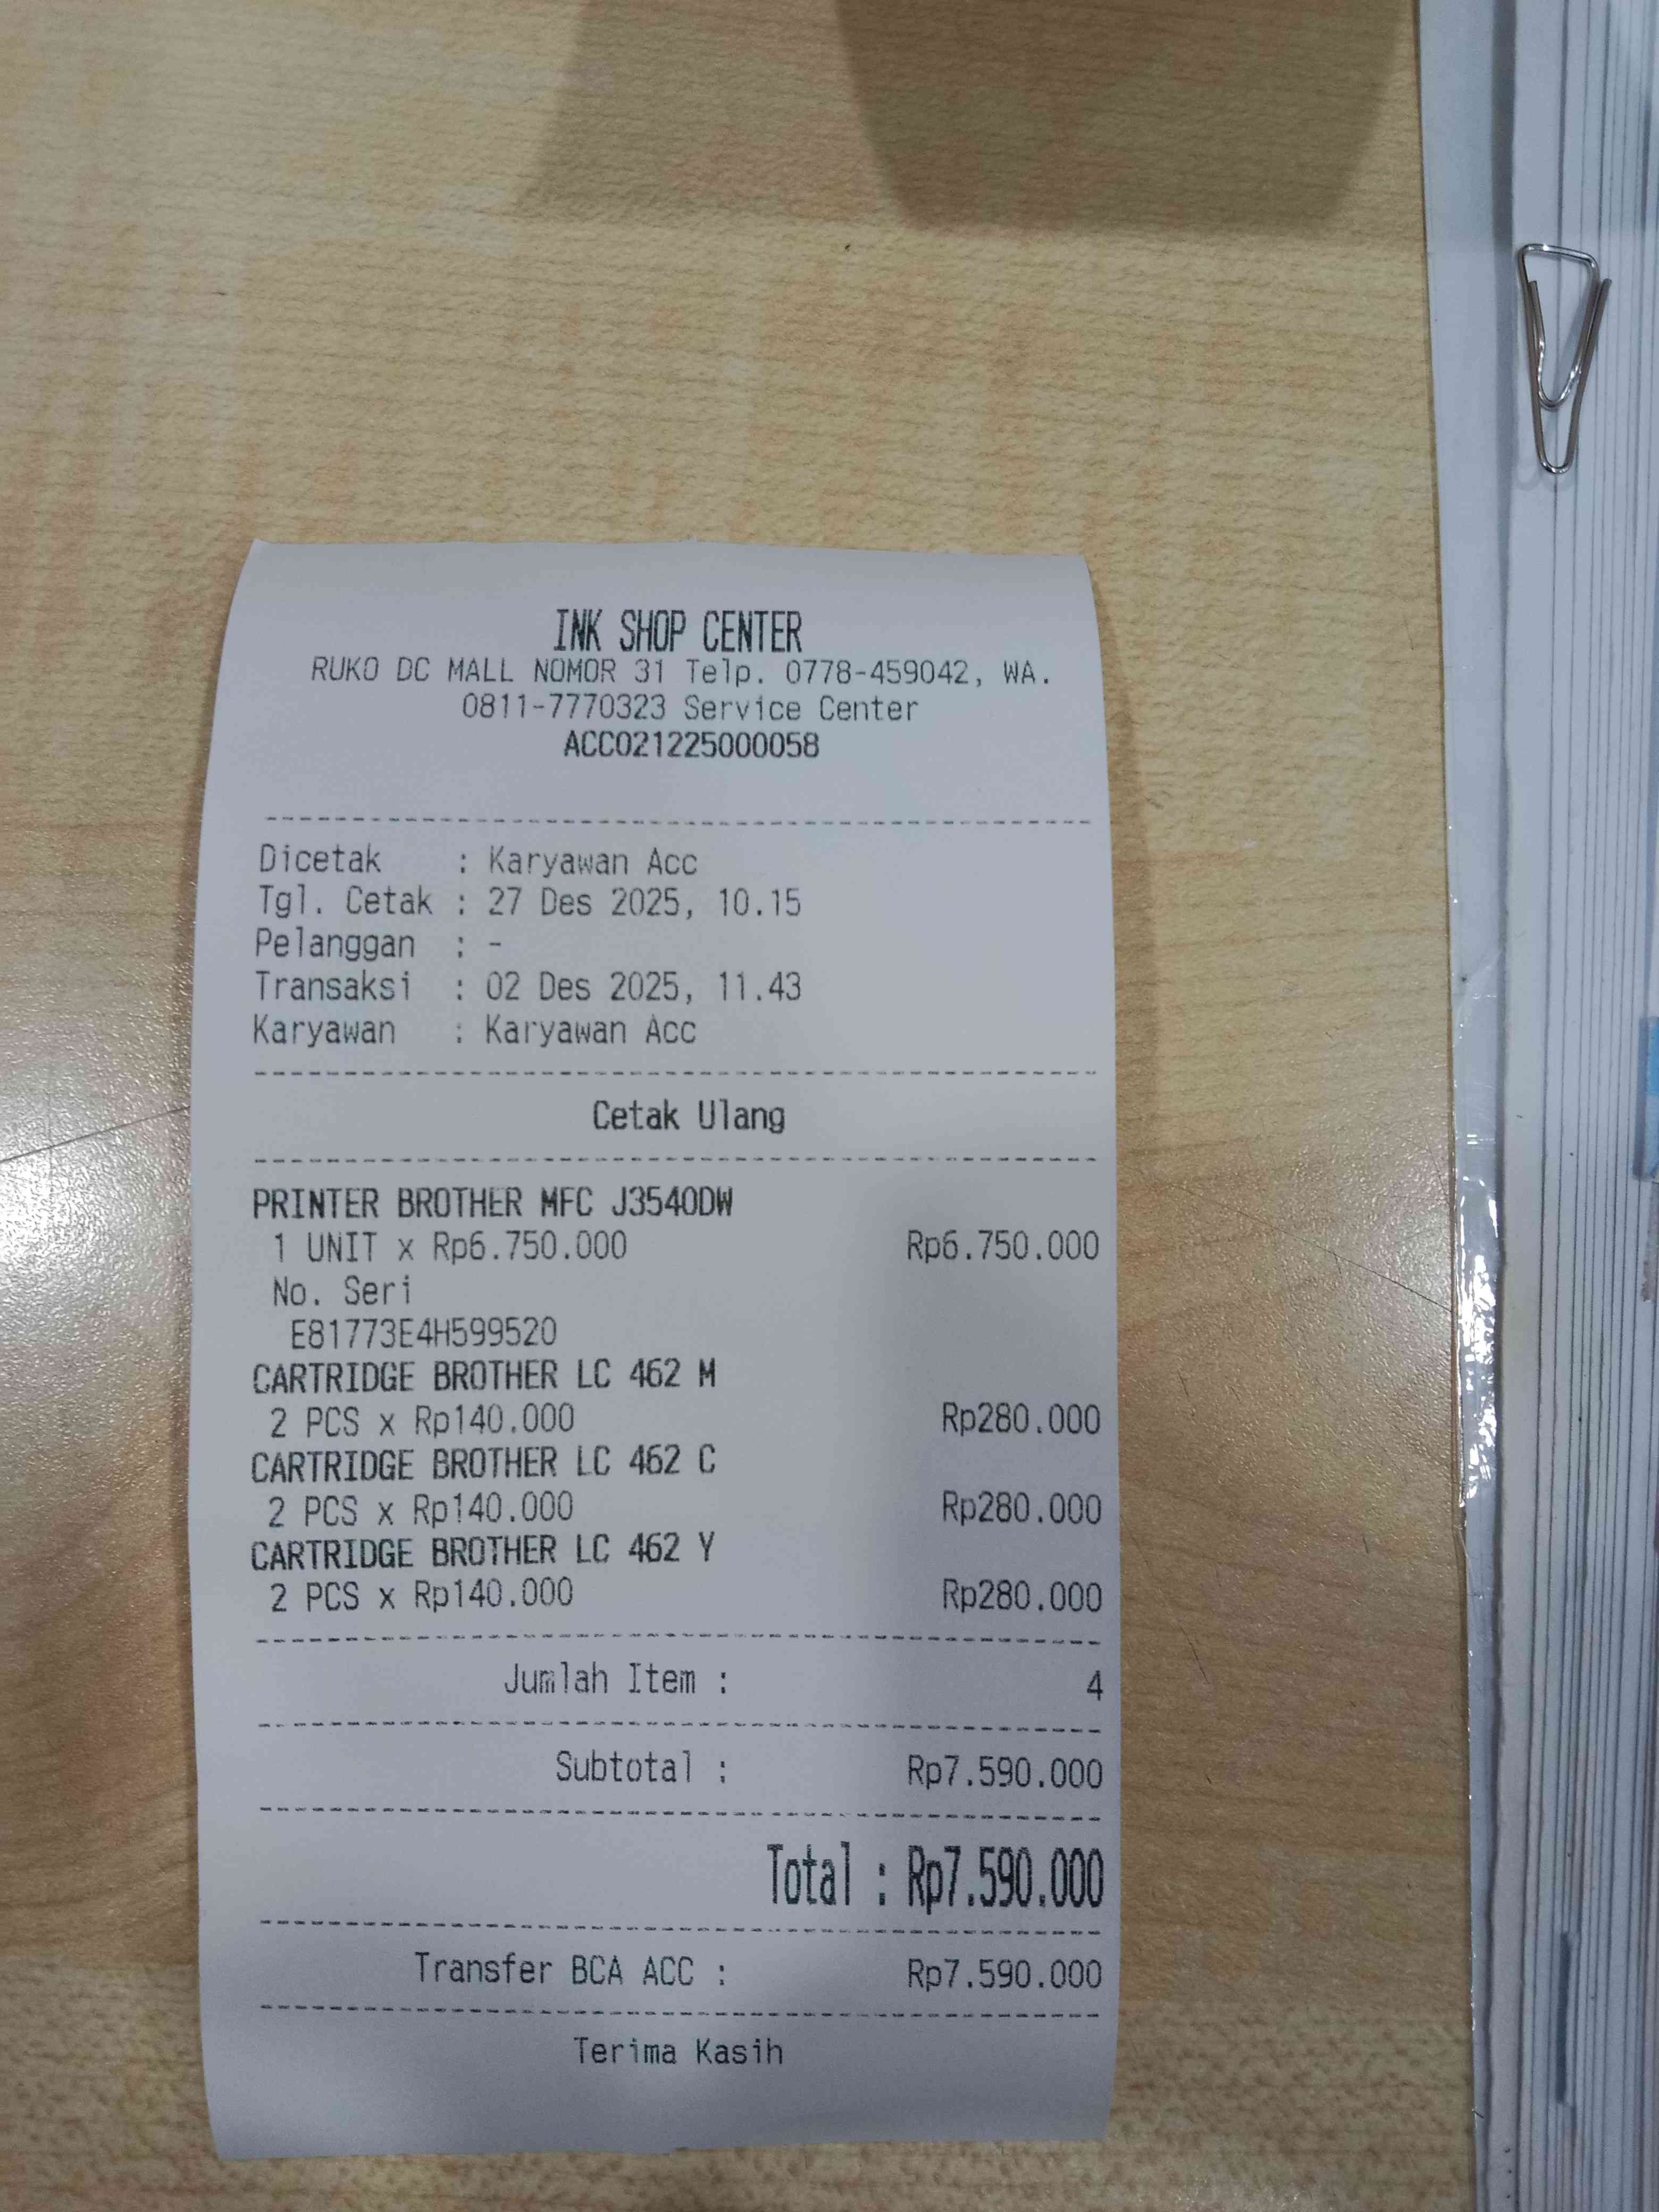 INK SHOP CENTER
RUKO DC MALL NOMOR 31 Telp. 0778-459042, WA.
0811-7770323 Service Center
ACC021225000058
Dicetak : Karyawan Acc
Tgl. Cetak : 27 Des 2025, 10.15
Pelanggan : -
Transaksi : 02 Des 2025, 11.43
Karyawan : Karyawan Acc
Cetak Ulang
PRINTER BROTHER MFC J3540DW
1 UNIT x Rp6.750.000 Rp6.750.000
No. Seri
E81773E4H599520
CARTRIDGE BROTHER LC 462 M
2 PCS x Rp140.000 Rp280.000
CARTRIDGE BROTHER LC 462 C
2 PCS x Rp140.000 Rp280.000
CARTRIDGE BROTHER LC 462 Y
2 PCS x Rp140.000 Rp280.000
Jumlah Item : 4
Subtotal : Rp7.590.000
Total : Rp7.590.000
Transfer BCA ACC : Rp7.590.000
Terima Kasih